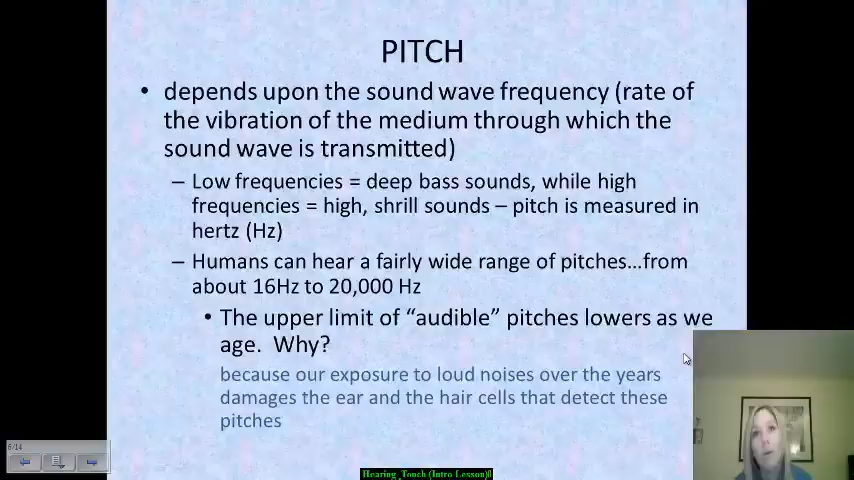 PITCH
• depends upon the sound wave frequency (rate of
the vibration of the medium through which the
sound wave is transmitted)
– Low frequencies = deep bass sounds, while high
frequencies = high, shrill sounds – pitch is measured in
hertz (Hz)
– Humans can hear a fairly wide range of pitches…from
about 16Hz to 20,000 Hz
• The upper limit of “audible” pitches lowers as we
age. Why?
because our exposure to loud noises over the years
damages the ear and the hair cells that detect these
pitches
6/14
Hearing_Touch (Intro Lesson)